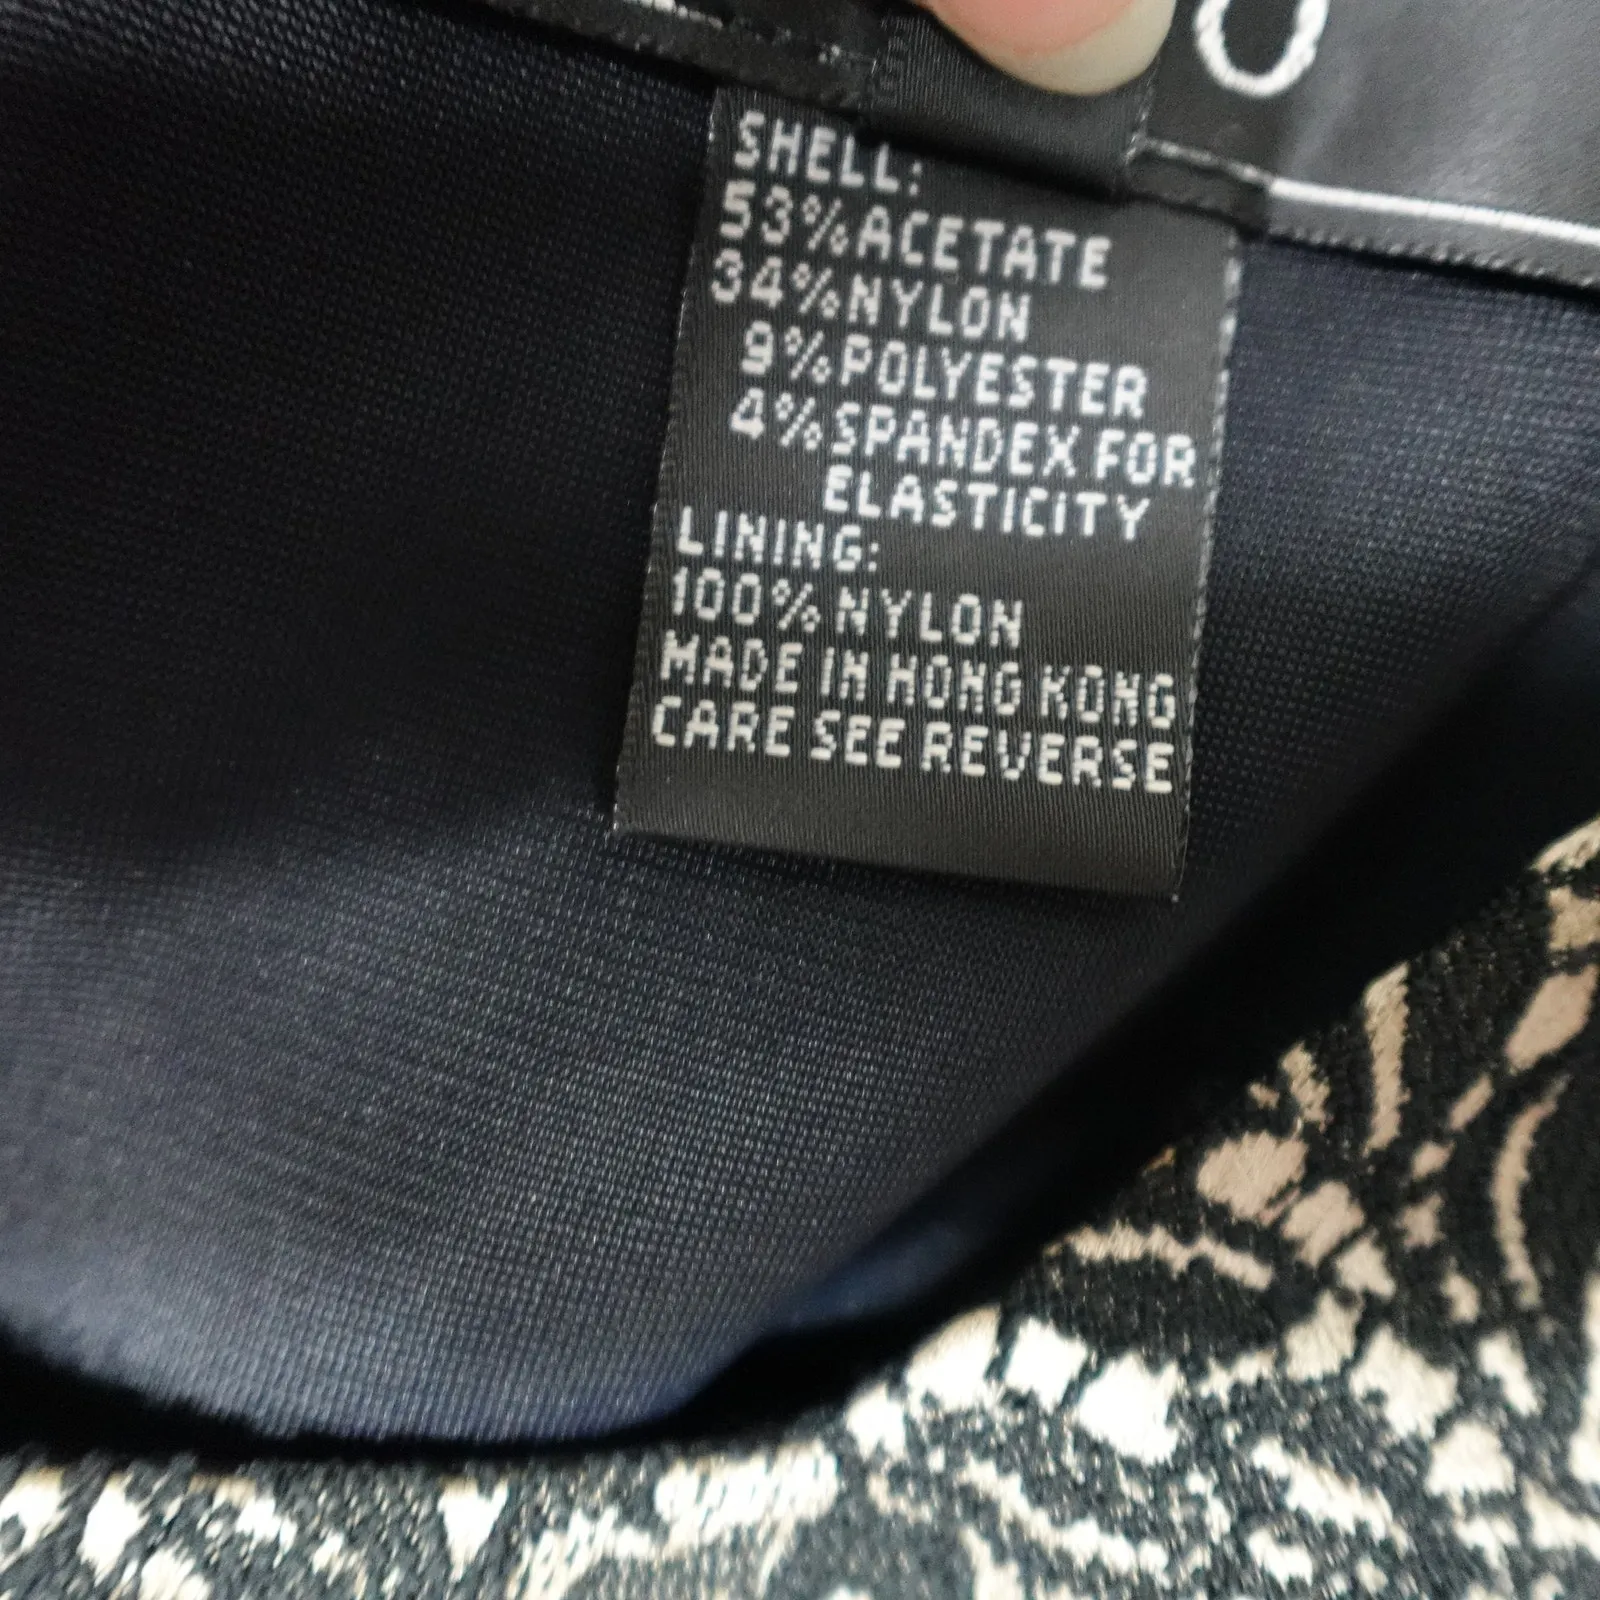 SHELL:
53% ACETATE
34% NYLON
9% POLYESTER
4% SPANDEX FOR
ELASTICITY
LINING:
100% NYLON
MADE IN HONG KONG
CARE SEE REVERSE